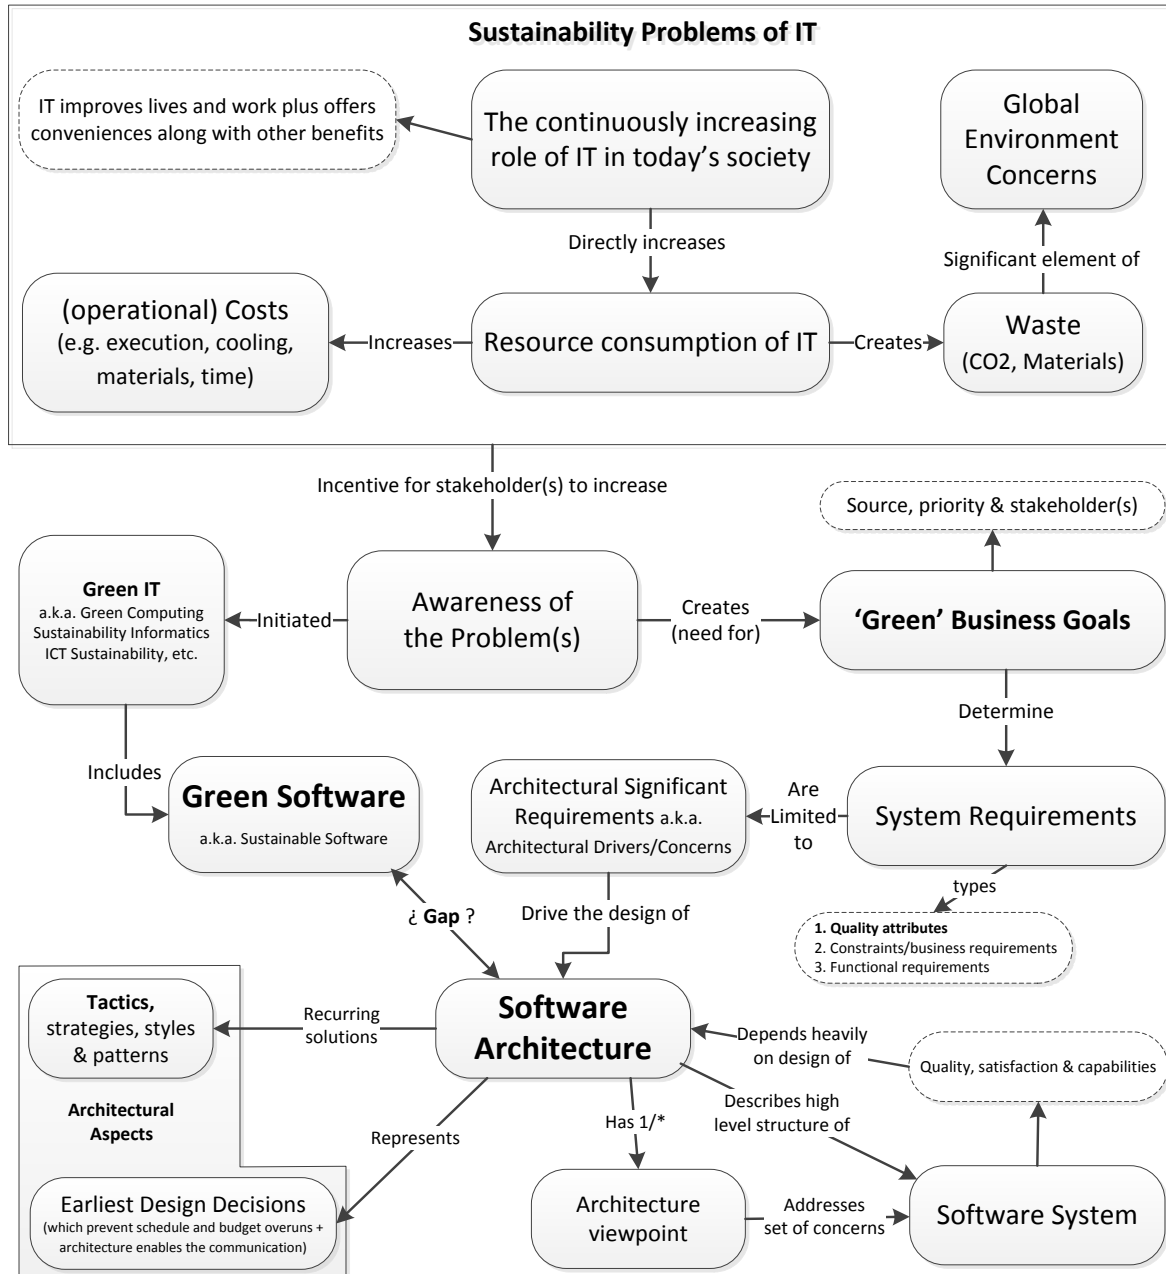 Sustainability Problems of IT
IT improves lives and work plus offers
conveniences along with other benefits
The continuously increasing
role of IT in today's society
Global
Environment
Concerns
Directly increases
Significant element of
(operational) Costs
(e.g. execution, cooling,
materials, time)
Increases
Resource consumption of IT
Creates
Waste
(CO2, Materials)
Incentive for stakeholder(s) to increase
Source, priority & stakeholder(s)
Green IT
a.k.a. Green Computing
Sustainability Informatics
ICT Sustainability, etc.
Initiated
Awareness of
the Problem(s)
Creates
(need for)
'Green' Business Goals
Determine
Includes
Green Software
a.k.a. Sustainable Software
Architectural Significant
Requirements a.k.a.
Architectural Drivers/Concerns
Are
Limited
to
System Requirements
types
¿ Gap ?
Drive the design of
1. Quality attributes
2. Constraints/business requirements
3. Functional requirements
Tactics,
strategies, styles
& patterns
Recurring
solutions
Software
Architecture
Depends heavily
on design of
Quality, satisfaction & capabilities
Architectural
Aspects
Represents
Has 1/*
Describes high
level structure of
Earliest Design Decisions
(which prevent schedule and budget overuns +
architecture enables the communication)
Architecture
viewpoint
Addresses
set of concerns
Software System